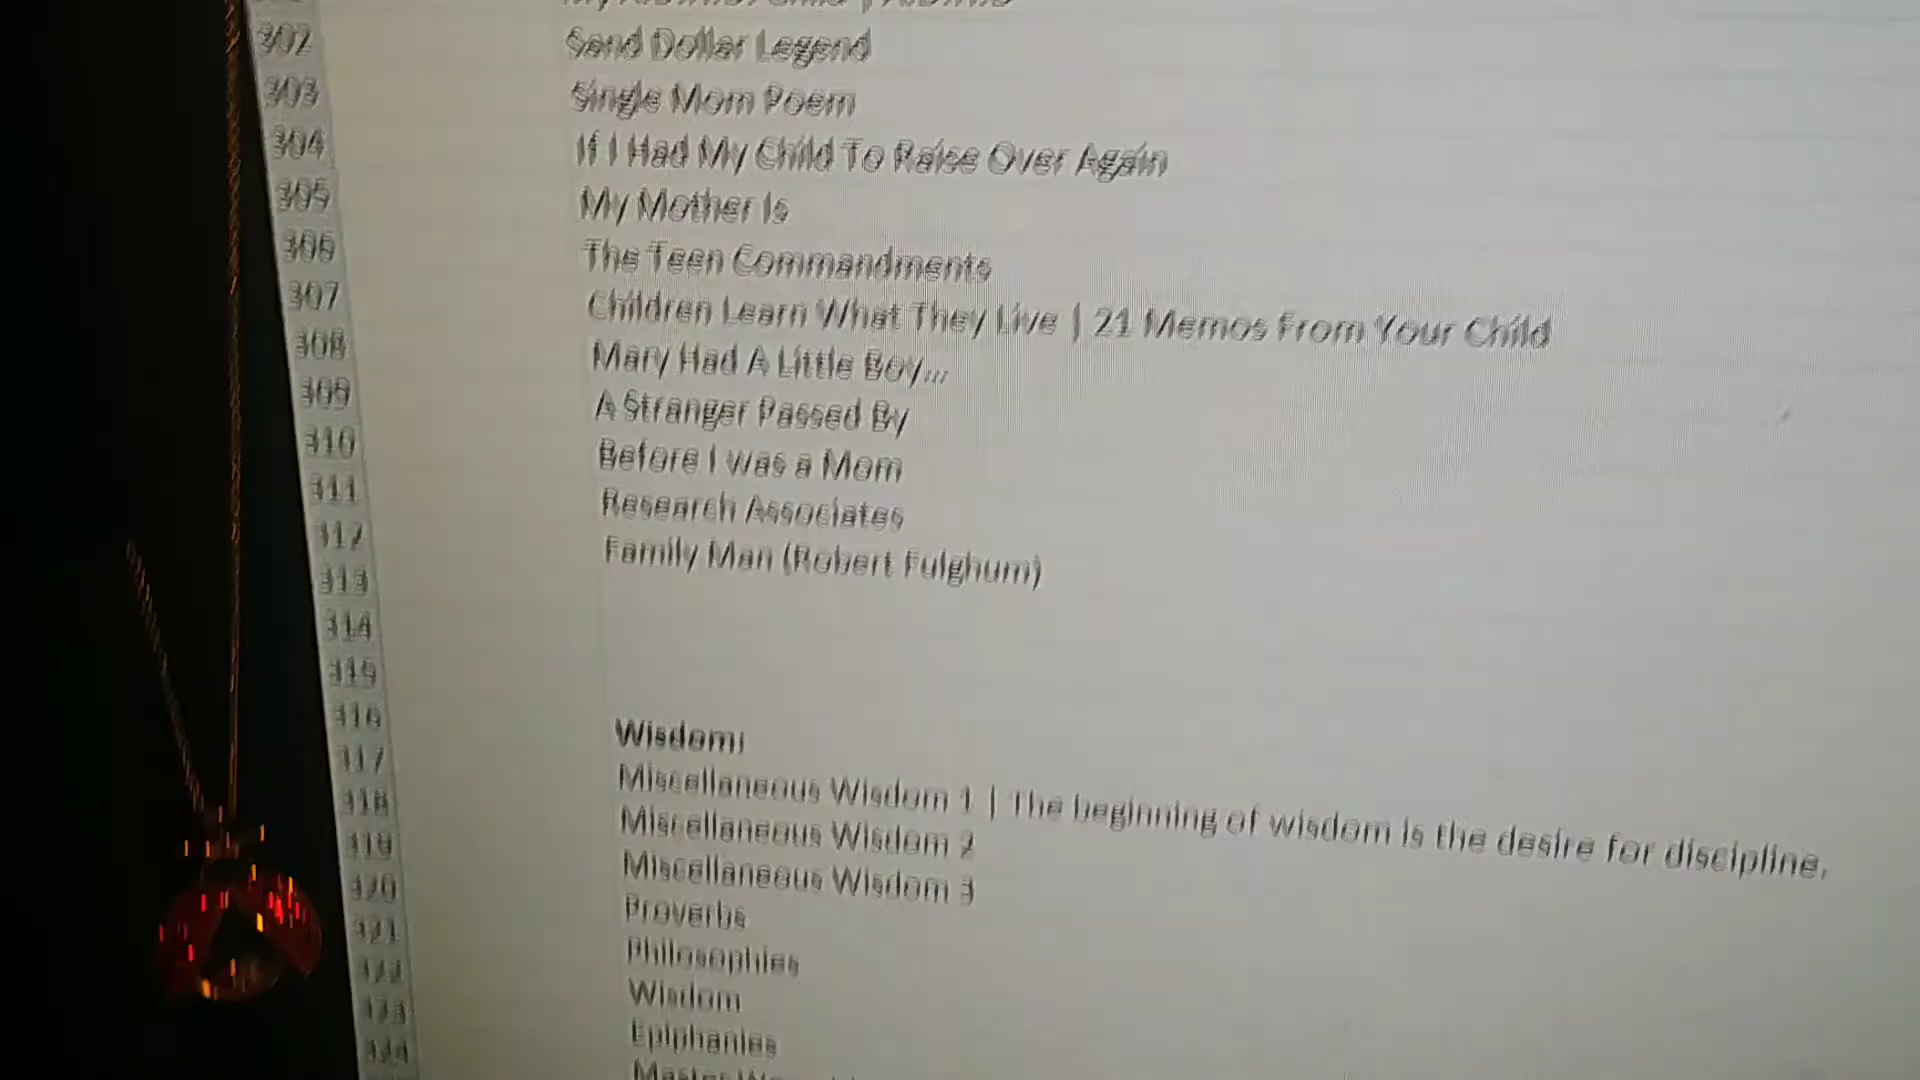 302 Sand Dollar Legend
303 Single Mom Poem
304 If I Had My Child To Raise Over Again
305 My Mother Is
306 The Teen Commandments
307 Children Learn What They Live | 21 Memos From Your Child
308 Mary Had A Little Boy...
309 A Stranger Passed By
310 Before I was a Mom
311 Research Associates
312 Family Man (Robert Fulghum)
313
314
315
316 Wisdom:
317 Miscellaneous Wisdom 1 | The beginning of wisdom is the desire for discipline.
318 Miscellaneous Wisdom 2
319 Miscellaneous Wisdom 3
320 Proverbs
321 Philosophies
322 Wisdom
323 Epiphanies
324